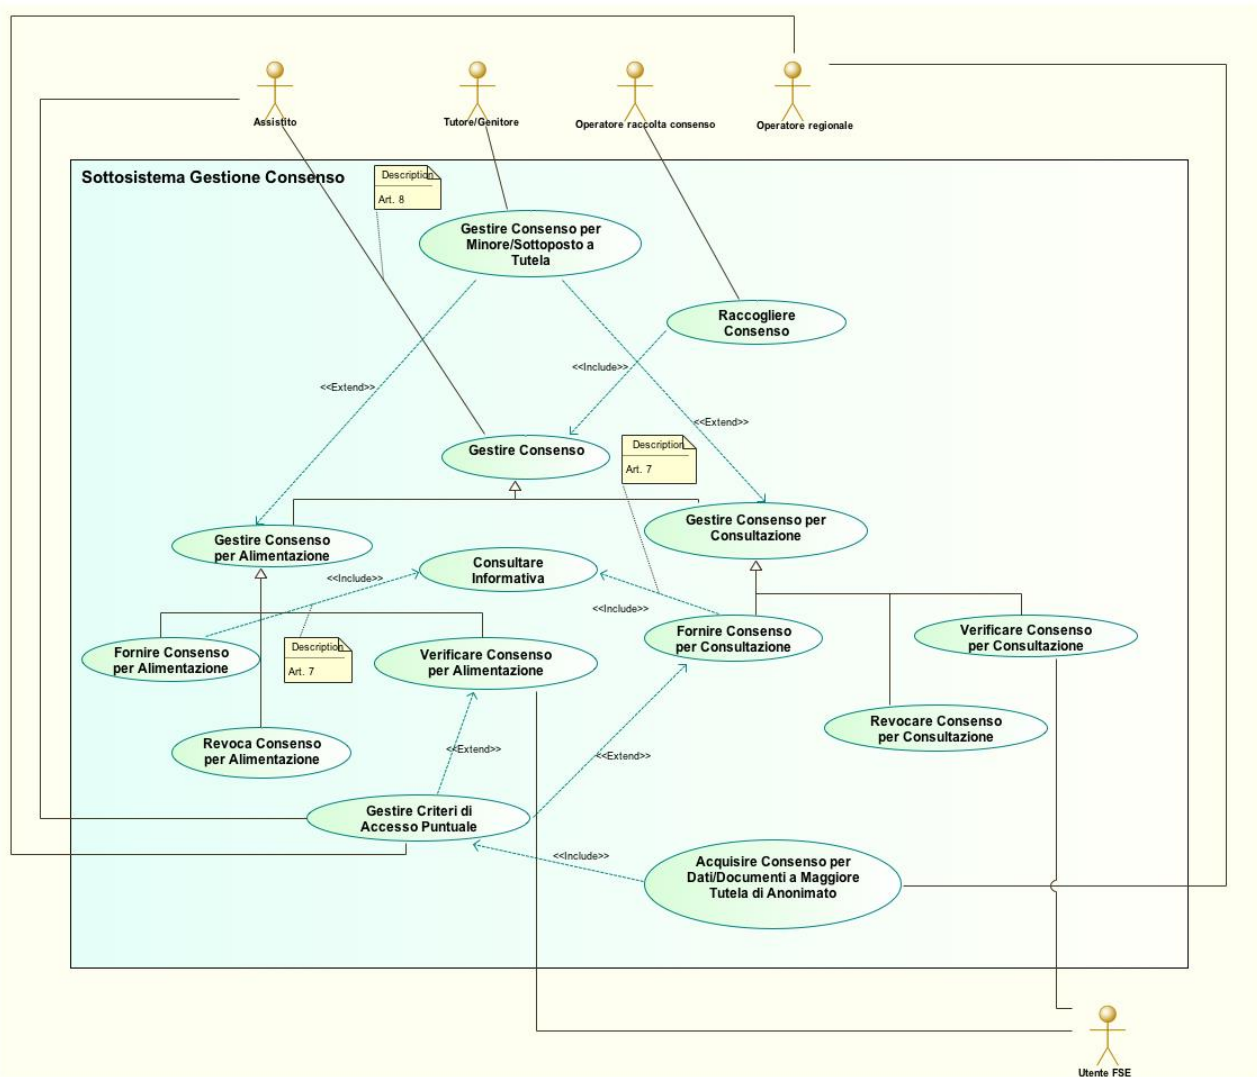 Assistito
Tutore/Genitore
Operatore raccolta consenso
Operatore regionale
Sottosistema Gestione Consenso
Description
Art. 8
Gestire Consenso per
Minore/Sottoposto a
Tutela
Raccogliere
Consenso
<<Include>>
<<Extend>>
<<Extend>>
Gestire Consenso
Description
Art. 7
Gestire Consenso per
Consultazione
Gestire Consenso
per Alimentazione
Consultare
Informativa
<<Include>>
<<Include>>
Fornire Consenso
per Alimentazione
Description
Art. 7
Verificare Consenso
per Alimentazione
Fornire Consenso
per Consultazione
Verificare Consenso
per Consultazione
Revocare Consenso
per Consultazione
Revoca Consenso
per Alimentazione
<<Extend>>
<<Extend>>
Gestire Criteri di
Accesso Puntuale
<<Include>>
Acquisire Consenso per
Dati/Documenti a Maggiore
Tutela di Anonimato
Utente FSE